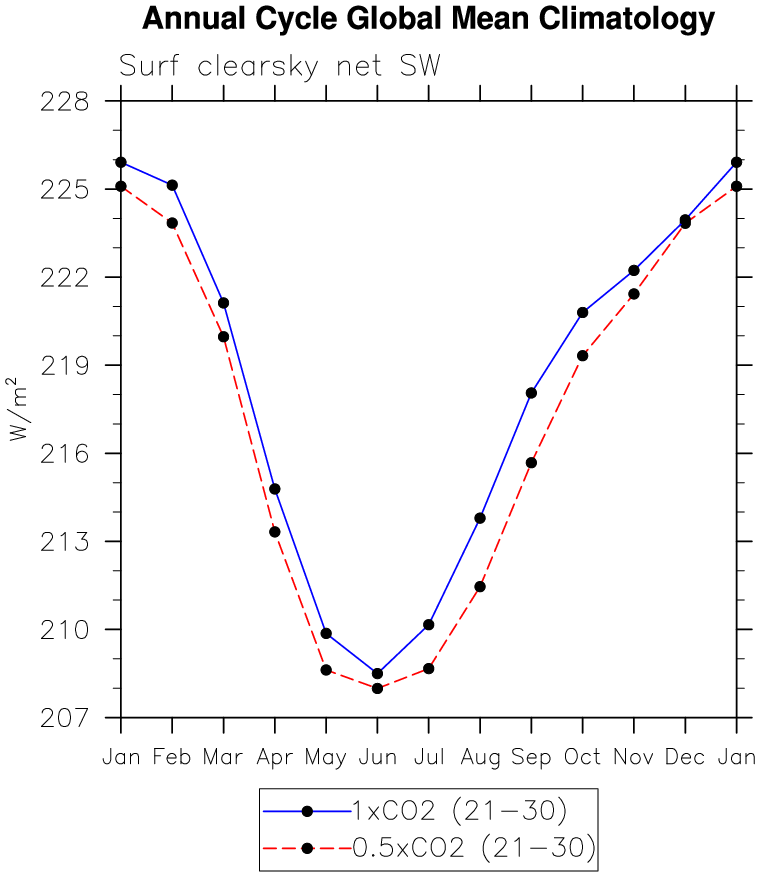 Annual Cycle Global Mean Climatology
Surf clearsky net SW
228
225
222
219
216
213
210
207
W/m²
Jan Feb Mar Apr May Jun Jul Aug Sep Oct Nov Dec Jan
1xCO2 (21-30)
0.5xCO2 (21-30)